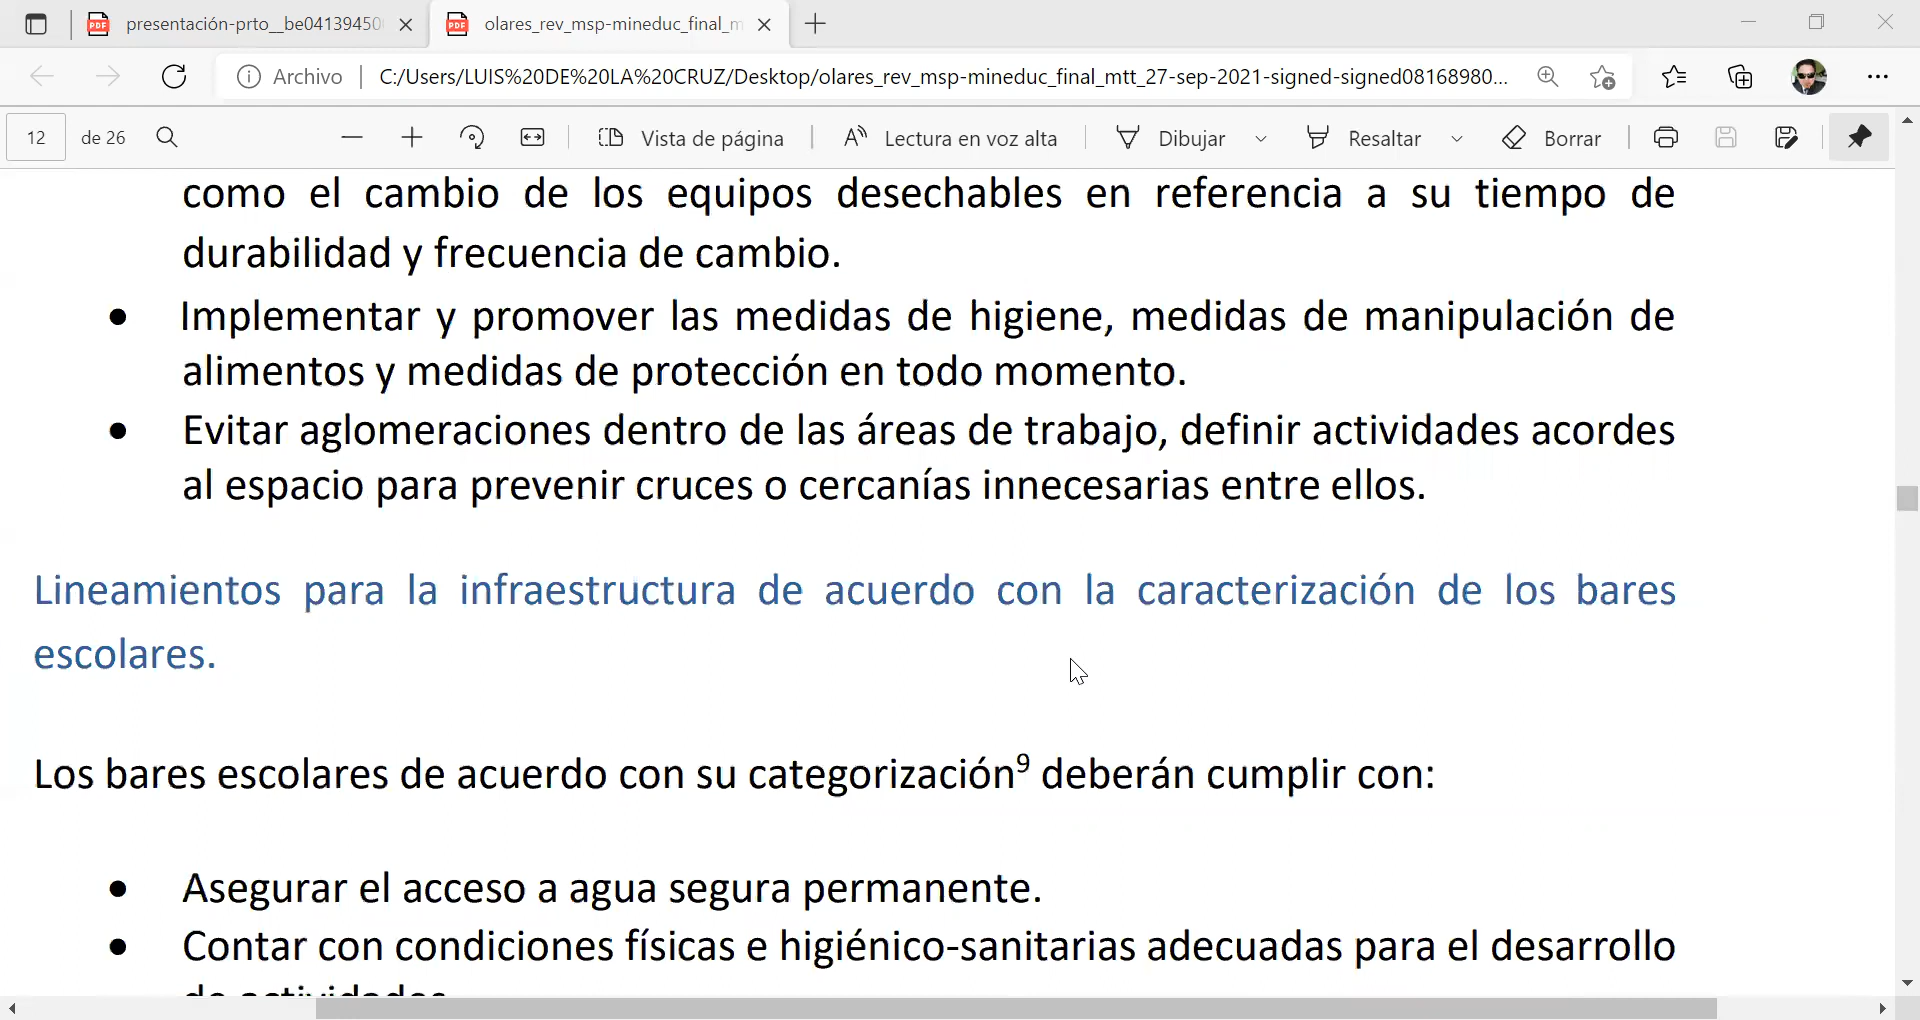 presentación-prto__be04139450
olares_rev_msp-mineduc_final_m
Archivo
C:/Users/LUIS%20DE%20LA%20CRUZ/Desktop/olares_rev_msp-mineduc_final_mtt_27-sep-2021-signed-signed08168980...
12 de 26
Vista de página
Lectura en voz alta
Dibujar
Resaltar
Borrar
como el cambio de los equipos desechables en referencia a su tiempo de
durabilidad y frecuencia de cambio.
• Implementar y promover las medidas de higiene, medidas de manipulación de
alimentos y medidas de protección en todo momento.
• Evitar aglomeraciones dentro de las áreas de trabajo, definir actividades acordes
al espacio para prevenir cruces o cercanías innecesarias entre ellos.
Lineamientos para la infraestructura de acuerdo con la caracterización de los bares
escolares.
Los bares escolares de acuerdo con su categorización⁹ deberán cumplir con:
• Asegurar el acceso a agua segura permanente.
• Contar con condiciones físicas e higiénico-sanitarias adecuadas para el desarrollo
de actividades